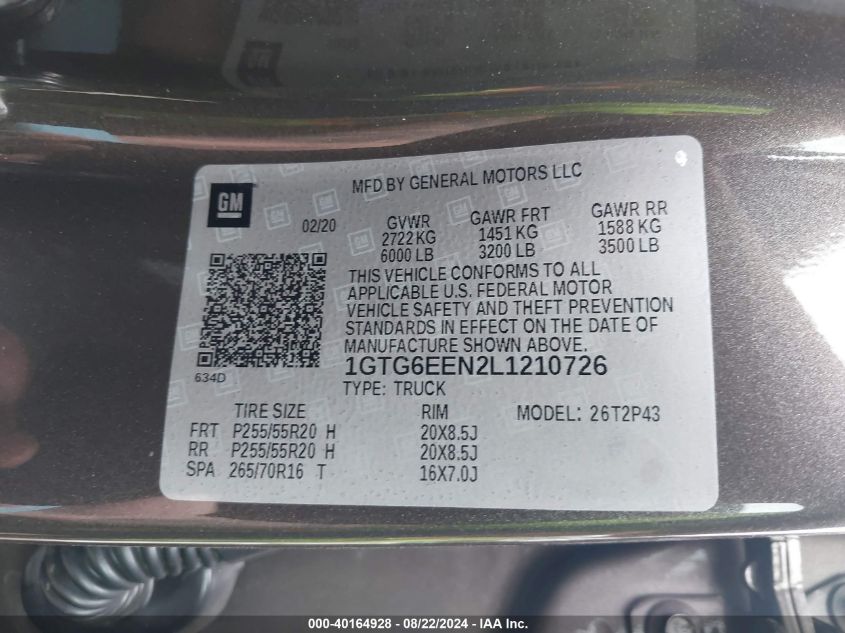 GM
MFD BY GENERAL MOTORS LLC
02/20
GVWR GAWR FRT GAWR RR
2722 KG 1451 KG 1588 KG
6000 LB 3200 LB 3500 LB
THIS VEHICLE CONFORMS TO ALL
APPLICABLE U.S. FEDERAL MOTOR
VEHICLE SAFETY AND THEFT PREVENTION
STANDARDS IN EFFECT ON THE DATE OF
MANUFACTURE SHOWN ABOVE.
634D
1GTG6EEN2L1210726
TYPE: TRUCK
TIRE SIZE RIM MODEL: 26T2P43
FRT P255/55R20 H 20X8.5J
RR P255/55R20 H 20X8.5J
SPA 265/70R16 T 16X7.0J
000-40164928 - 08/22/2024 - IAA Inc.